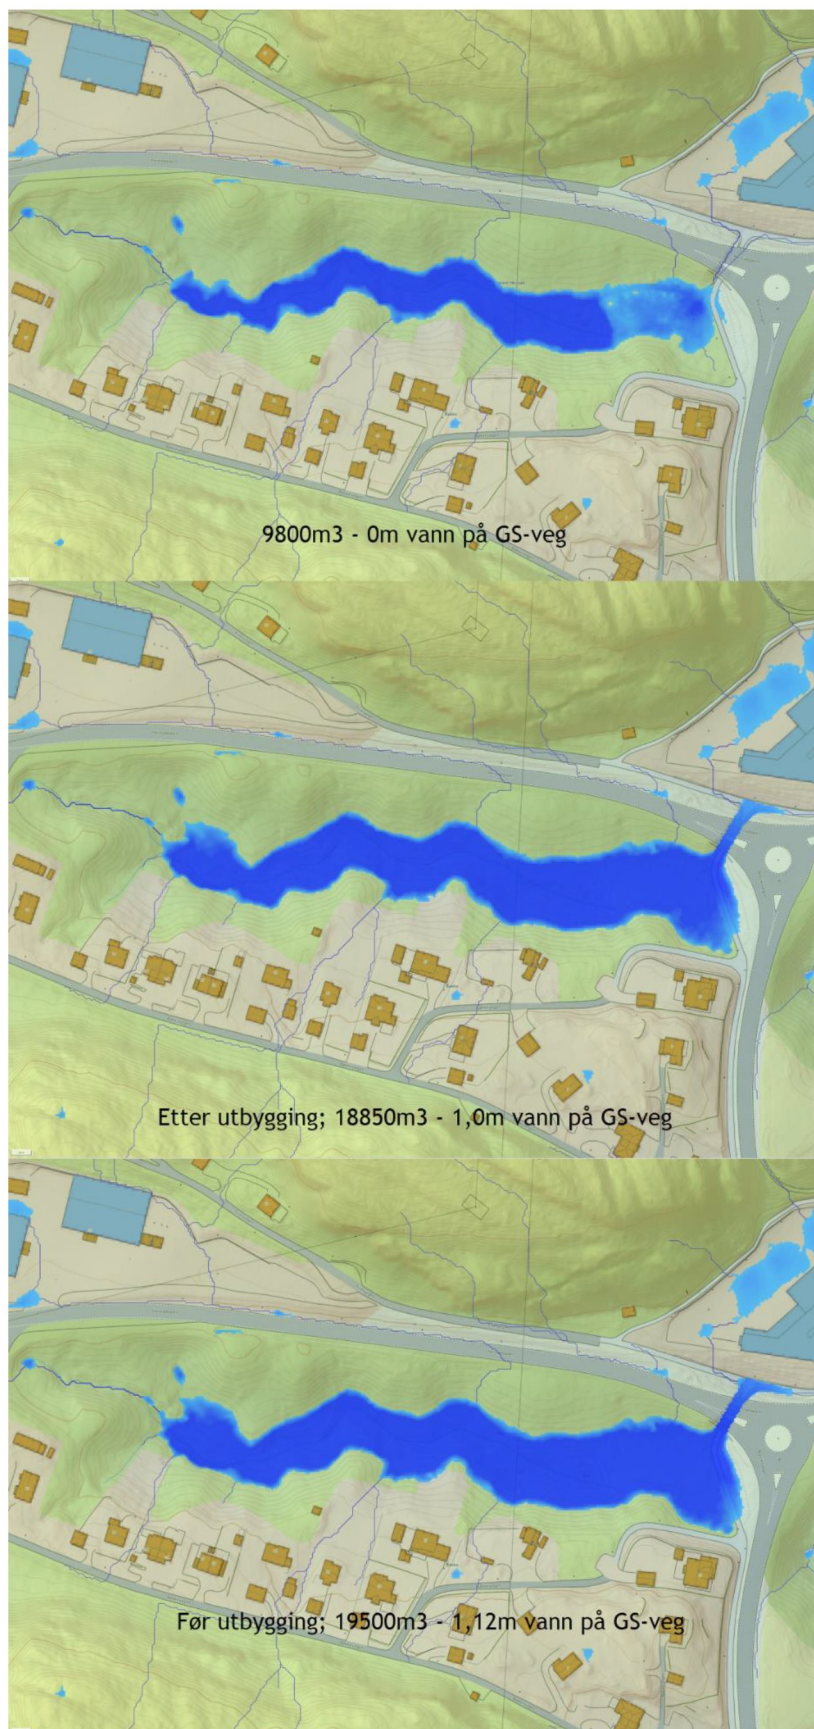 9800m3 - 0m vann på GS-veg
Etter utbygging; 18850m3 - 1,0m vann på GS-veg
Før utbygging; 19500m3 - 1,12m vann på GS-veg